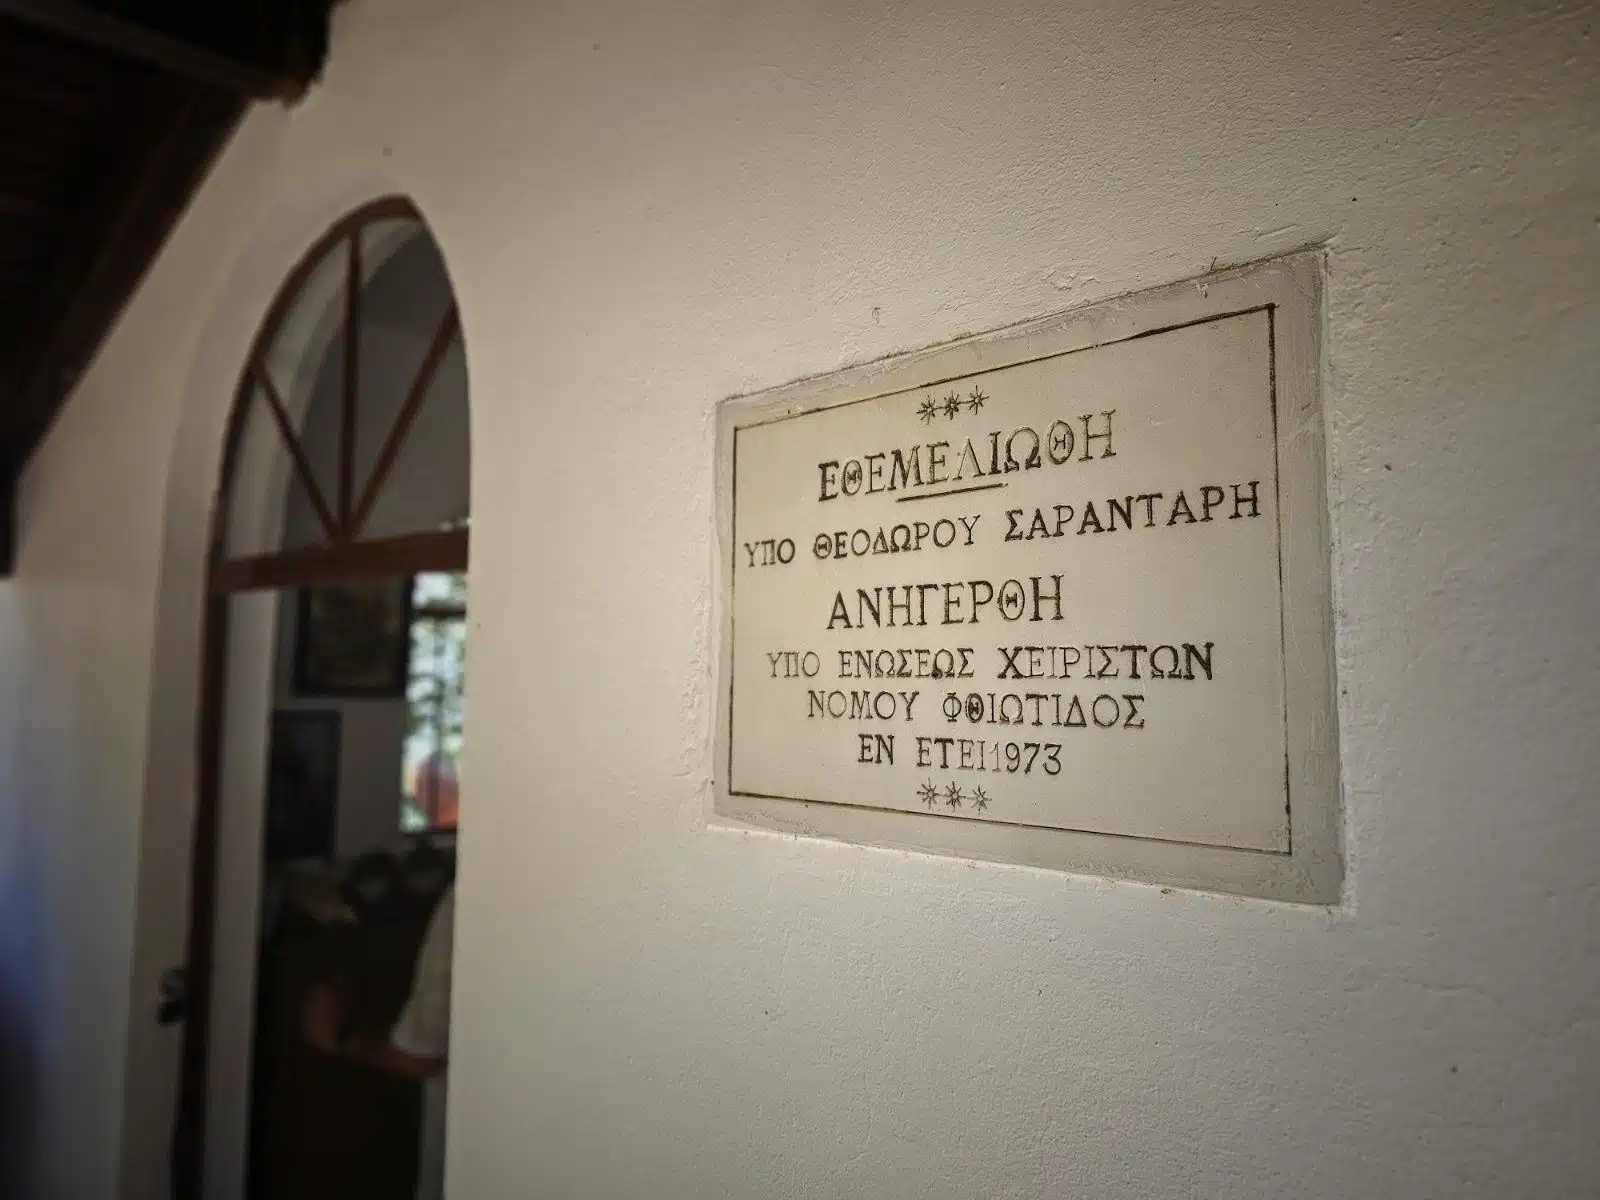 ΕΘΕΜΕΛΙΩΘΗ
ΥΠΟ ΘΕΟΔΩΡΟΥ ΣΑΡΑΝΤΑΡΗ
ΑΝΗΓΕΡΘΗ
ΥΠΟ ΕΝΩΣΕΩΣ ΧΕΙΡΙΣΤΩΝ
ΝΟΜΟΥ ΦΘΙΩΤΙΔΟΣ
ΕΝ ΕΤΕΙ 1973